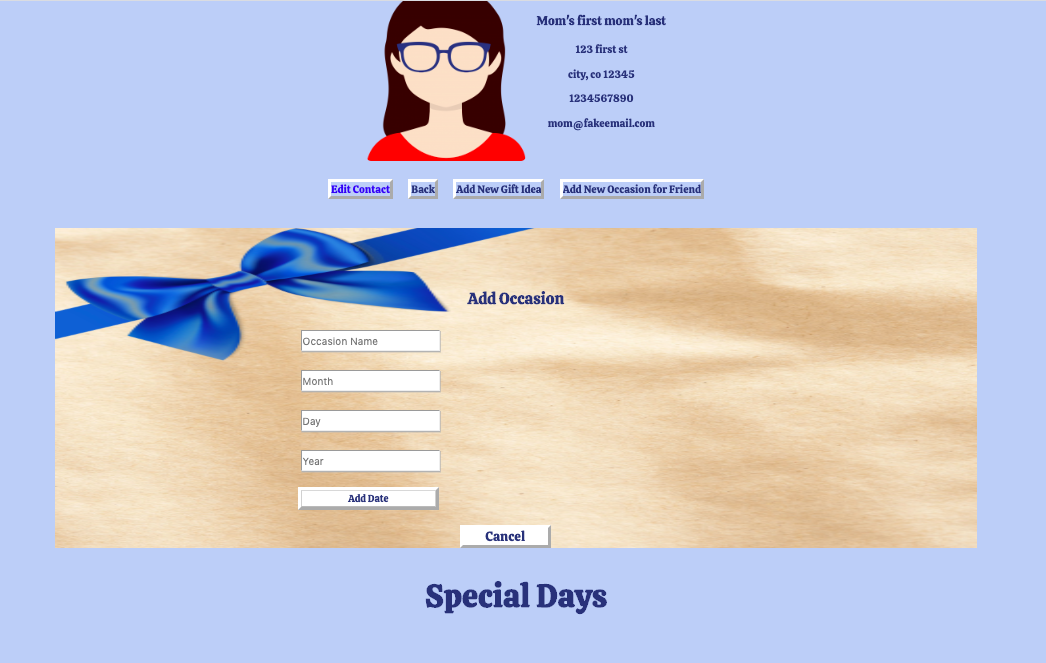 Mom's first mom's last
123 first st
city, co 12345
1234567890
mom@fakeemail.com
Edit Contact Back Add New Gift Idea Add New Occasion for Friend
Add Occasion
Occasion Name
Month
Day
Year
Add Date
Cancel
Special Days